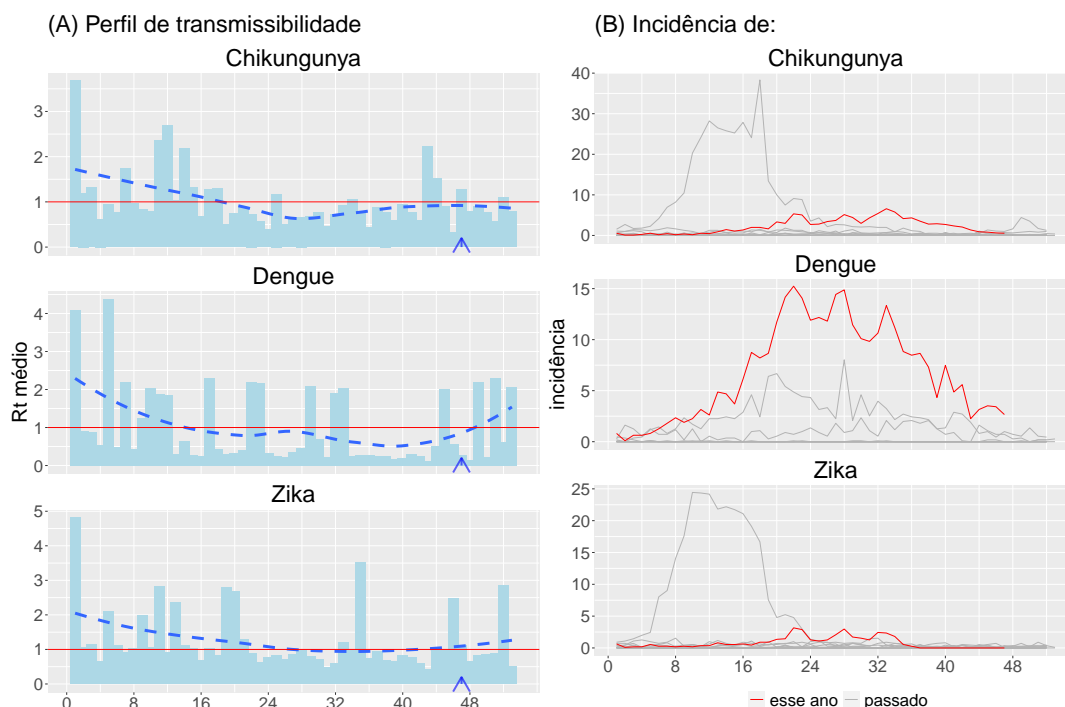 (A) Perfil de transmissibilidade
Chikungunya
3
2
1
0
Dengue
4
3
2
1
0
Rt médio
Zika
5
4
3
2
1
0
0 8 16 24 32 40 48
(B) Incidência de:
Chikungunya
40
30
20
10
0
Dengue
15
10
5
0
incidência
Zika
25
20
15
10
5
0
0 8 16 24 32 40 48
esse ano passado